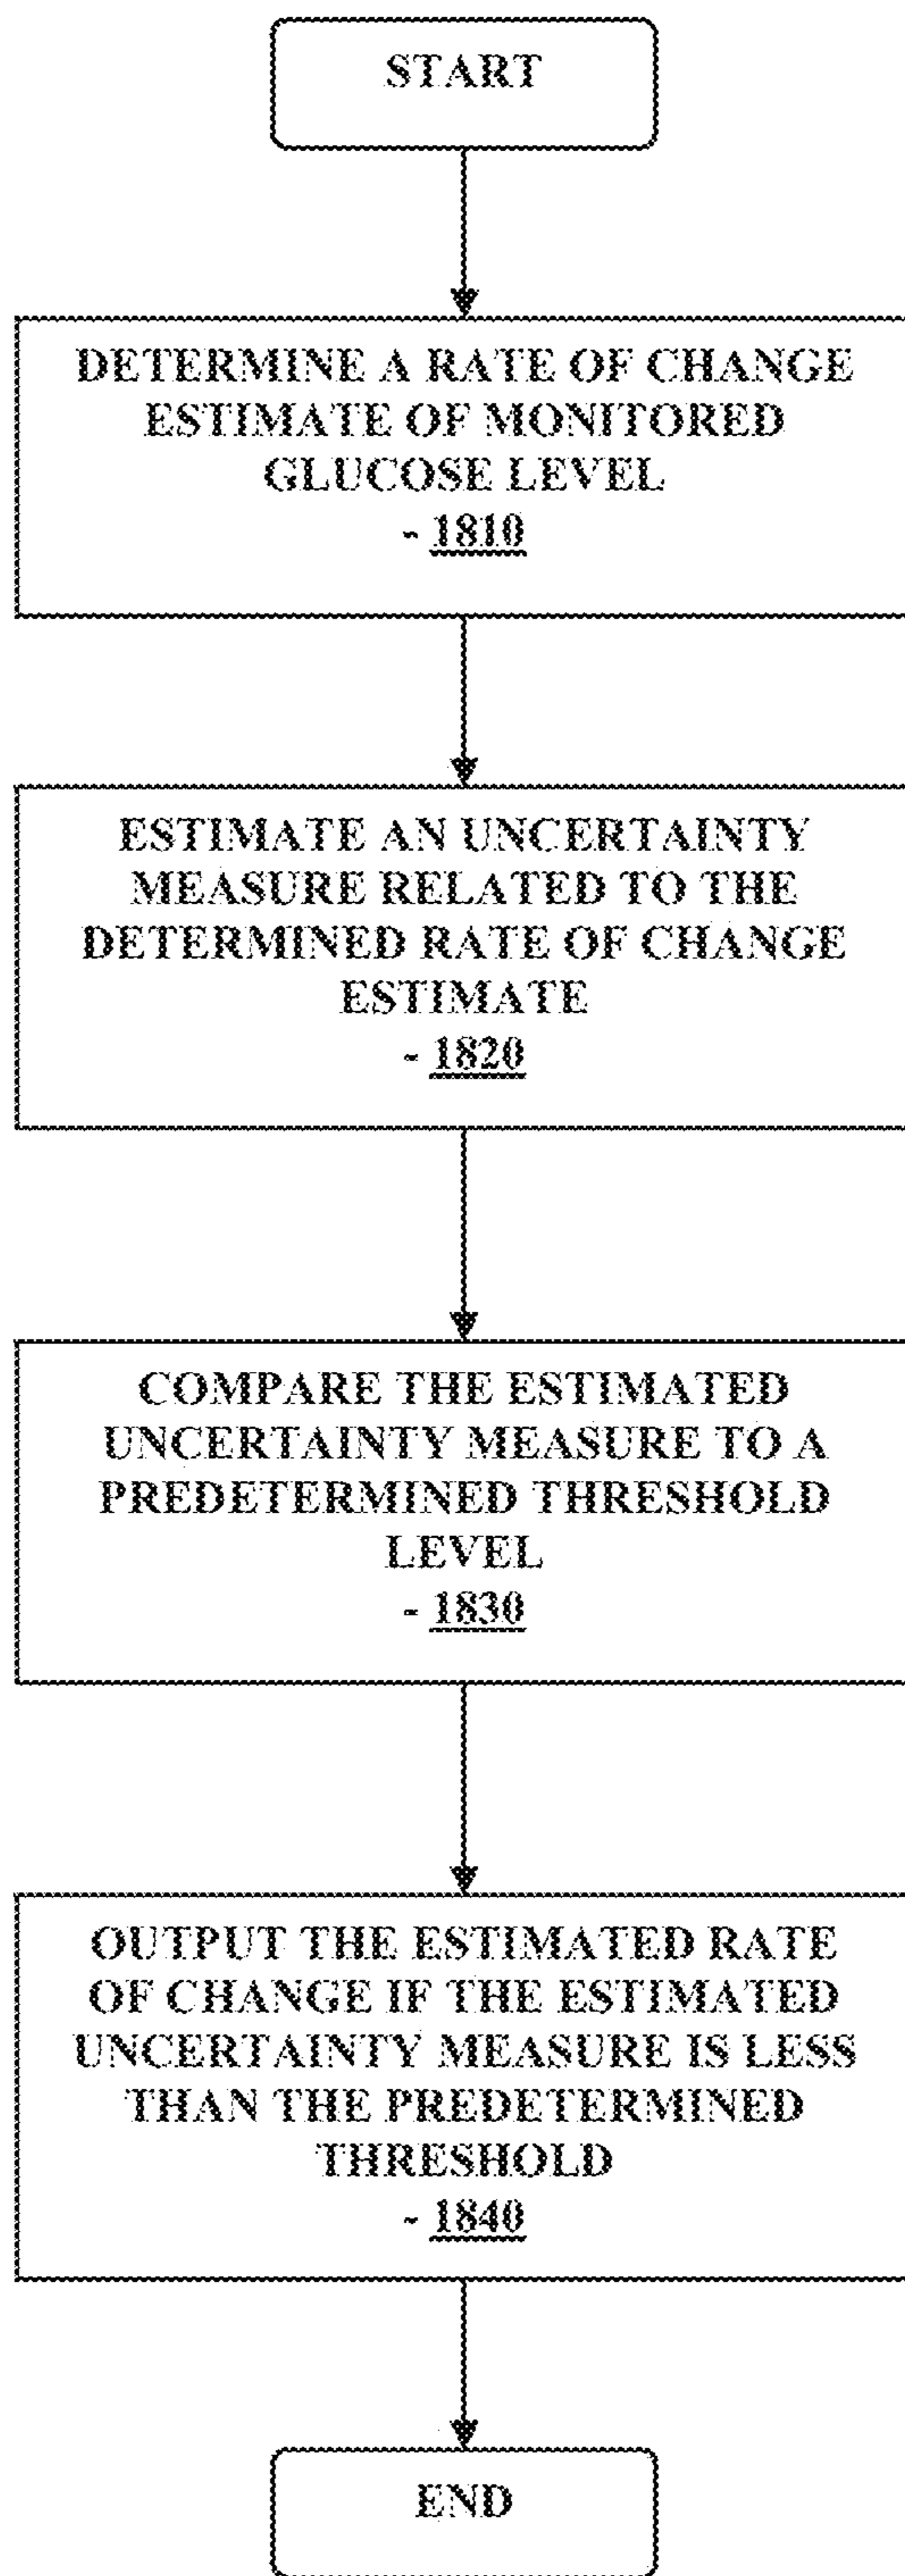 START
DETERMINE A RATE OF CHANGE
ESTIMATE OF MONITORED
GLUCOSE LEVEL
- 1810
ESTIMATE AN UNCERTAINTY
MEASURE RELATED TO THE
DETERMINED RATE OF CHANGE
ESTIMATE
- 1820
COMPARE THE ESTIMATED
UNCERTAINTY MEASURE TO A
PREDETERMINED THRESHOLD
LEVEL
- 1830
OUTPUT THE ESTIMATED RATE
OF CHANGE IF THE ESTIMATED
UNCERTAINTY MEASURE IS LESS
THAN THE PREDETERMINED
THRESHOLD
- 1840
END